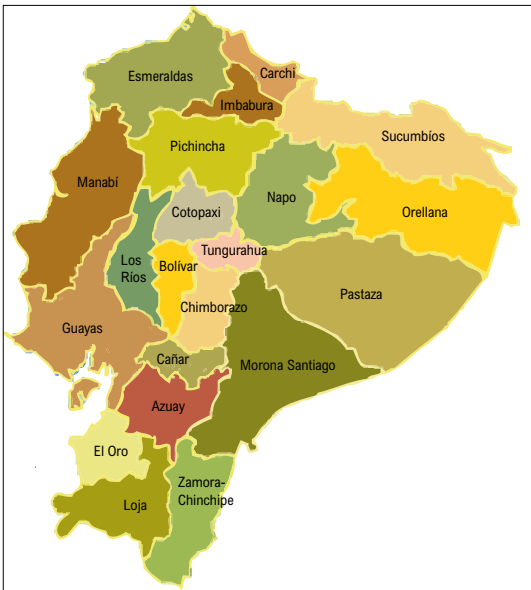 Carchi
Esmeraldas
Imbabura
Sucumbíos
Pichincha
Manabí
Cotopaxi
Napo
Orellana
Tungurahua
Los
Ríos
Bolívar
Pastaza
Chimborazo
Guayas
Cañar
Morona Santiago
Azuay
El Oro
Zamora-
Chinchipe
Loja